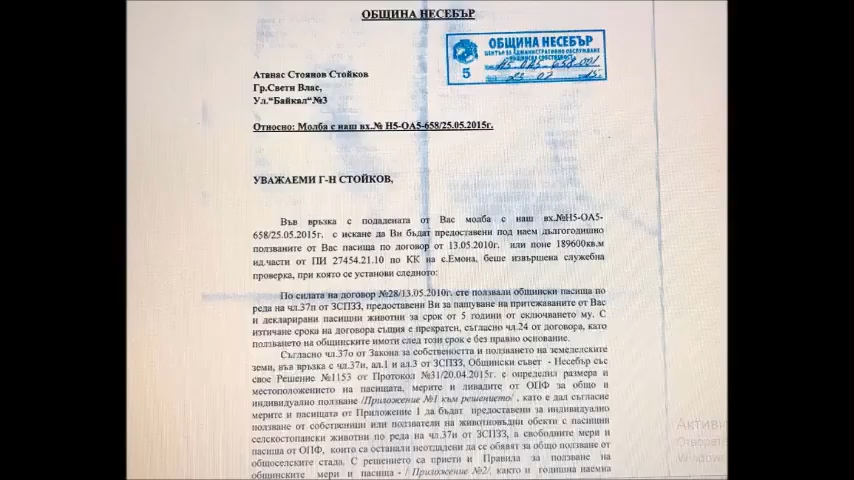 ОБЩИНА НЕСЕБЪР
ОБЩИНА НЕСЕБЪР
ЦЕНТЪР ЗА АДМИНИСТРАТИВНО ОБСЛУЖВАНЕ
ОБЩИНСКА СОБСТВЕНОСТ
5
Атанас Стоянов Стойков
Гр.Свети Влас,
Ул."Байкал"№3
Относно: Молба с наш вх.№ Н5-ОА5-658/25.05.2015г.
УВАЖАЕМИ Г-Н СТОЙКОВ,
Във връзка с подадената от Вас молба с наш вх.№Н5-ОА5-
658/25.05.2015г. с искане да Ви бъдат предоставени под наем дългогодишно
ползваните от Вас пасища по договор от 13.05.2010г. или поне 189600кв.м
ид.части от ПИ 27454.21.10 по КК на с.Емона, беше извършена служебна
проверка, при която се установи следното:
По силата на договор №28/13.05.2010г. сте ползвали общински пасища по
реда на чл.37п от ЗСПЗЗ, предоставени Ви за пашуване на притежаваните от Вас
и декларирани пасищни животни за срок от 5 години от сключването му. С
изтичане срока на договора същия е прекратен, съгласно чл.24 от договора, като
ползването на общинските имоти след този срок е без правно основание.
Съгласно чл.37о от Закона за собствеността и ползването на земеделските
земи, във връзка с чл.37и, ал.1 и ал.3 от ЗСПЗЗ, Общински съвет - Несебър със
свое Решение №1153 от Протокол №31/20.04.2015г. с определил размера и
местоположението на пасищата, мерите и ливадите от ОПФ за общо и
индивидуално ползване /Приложение №1 към решението/ , като е дал съгласие
мерите и пасищата от Приложение 1 да бъдат предоставени за индивидуално
ползване от собственици или ползватели на животновъдни обекти с пасищни
селскостопански животни по реда на чл.37и от ЗСПЗЗ, а свободните мери и
пасища от ОПФ, които са останали неотдадени да се обявят за общо ползване от
общоселските стада. С решението са приети и Правила за ползване на
общинските мери и пасища - / Приложение №2/, както и годишна наемна
Активи
Отворете
Windows